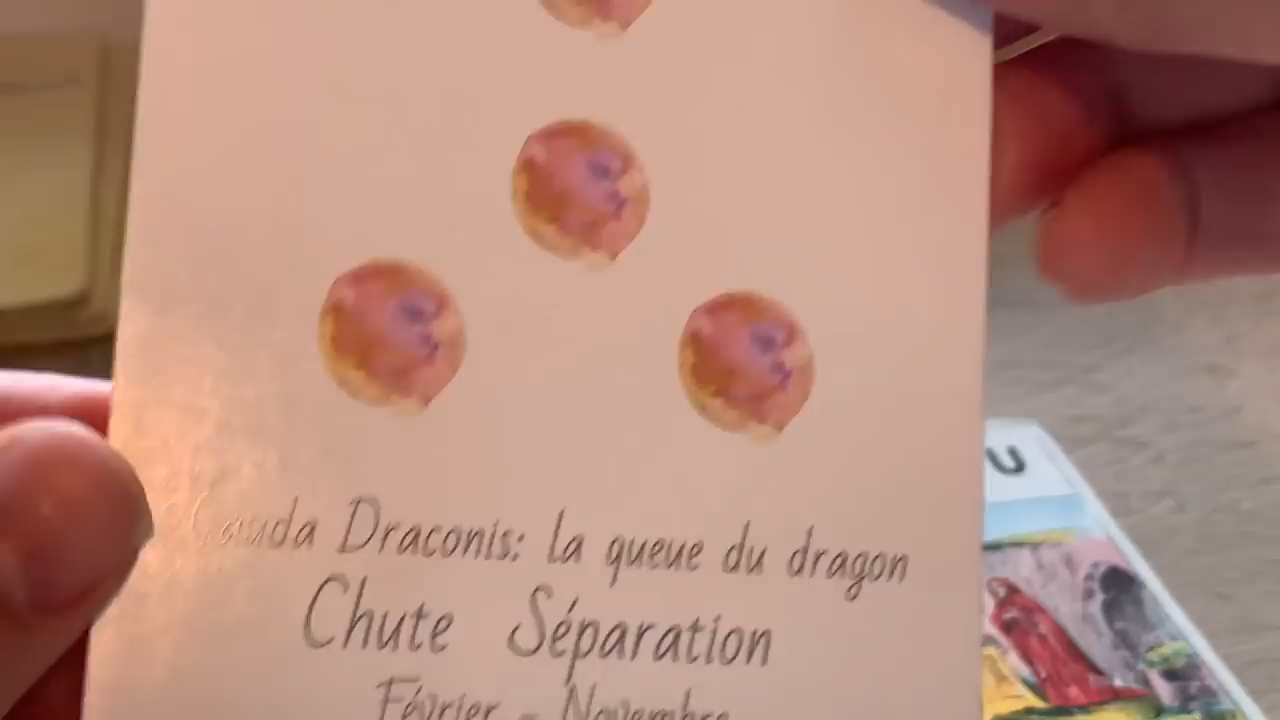 Cauda Draconis: la queue du dragon
Chute Séparation
Février - Novembre
U